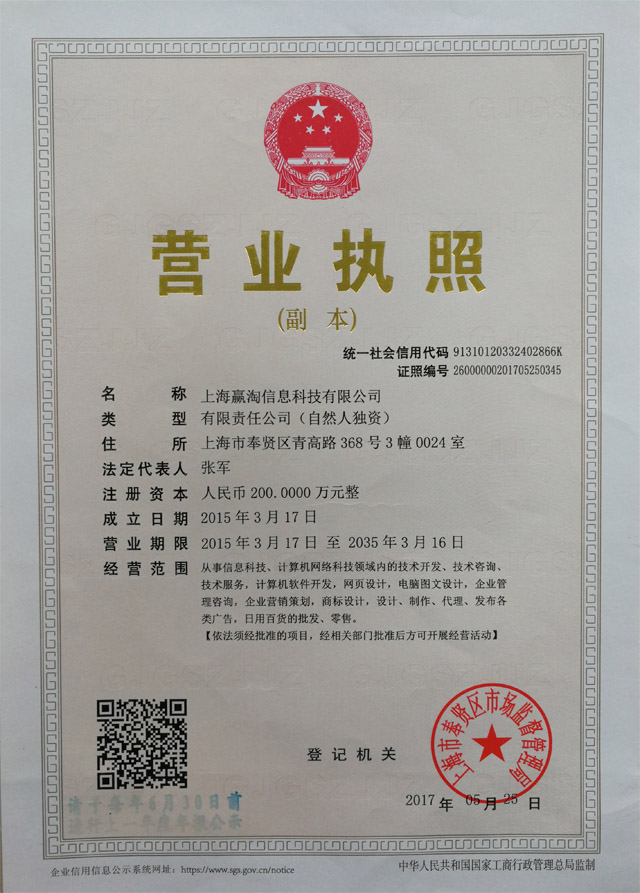 营业执照
(副 本)
统一社会信用代码 91310120332402866K
证照编号 26000000201705250345
名 称 上海赢淘信息科技有限公司
类 型 有限责任公司（自然人独资）
住 所 上海市奉贤区青高路368号3幢0024室
法定代表人 张军
注册资本 人民币200.0000万元整
成立日期 2015年3月17日
营业期限 2015年3月17日 至 2035年3月16日
经营范围 从事信息科技、计算机网络科技领域内的技术开发、技术咨询、
技术服务，计算机软件开发，网页设计，电脑图文设计，企业管
理咨询，企业营销策划，商标设计，设计、制作、代理、发布各
类广告，日用百货的批发、零售。
【依法须经批准的项目，经相关部门批准后方可开展经营活动】
登记机关
上海市奉贤区市场监督管理局
2017 年 05 月 25 日
请于每年6月30日前
企业信用信息公示系统网址：https://www.sgs.gov.cn/notice
中华人民共和国国家工商行政管理总局监制